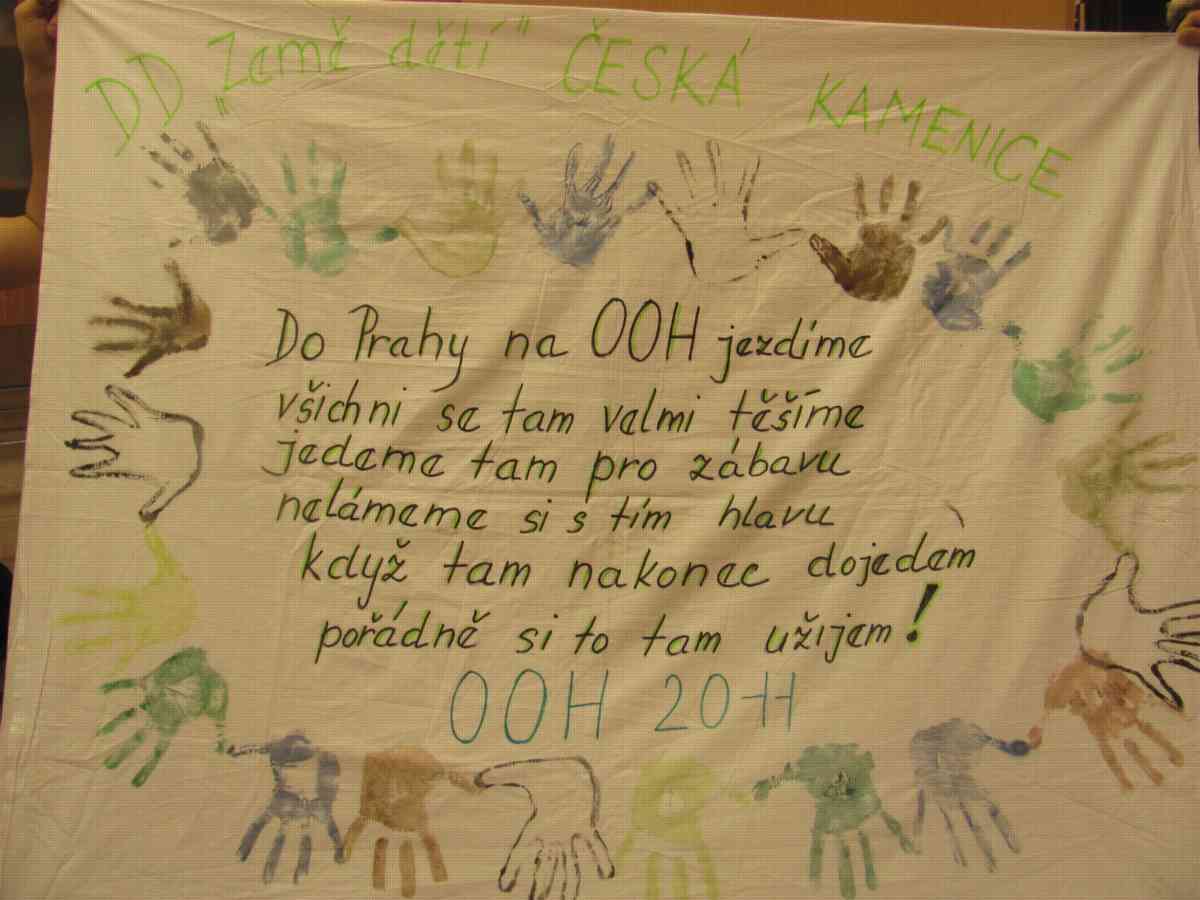 DD "Země dětí" ČESKÁ KAMENICE
Do Prahy na OOH jezdíme
všichni se tam velmi těšíme
jedeme tam pro zábavu
nelámeme si s tím hlavu
když tam nakonec dojedem
pořádně si to tam užijem!
OOH 2011